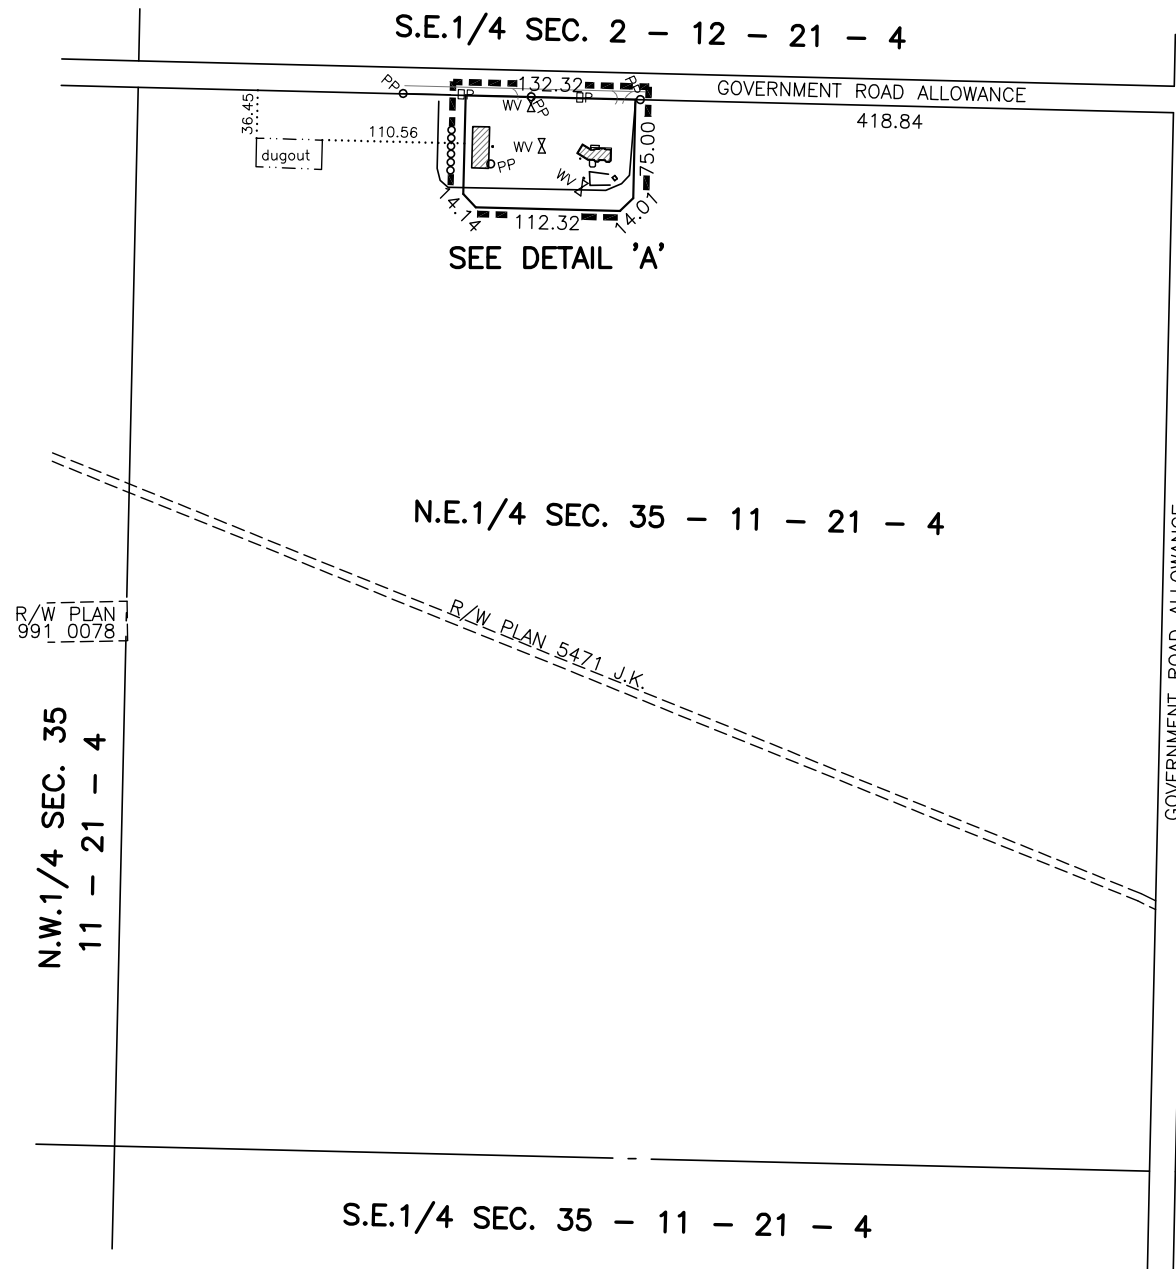 S.E.1/4 SEC. 2 - 12 - 21 - 4
PP
132.32
PP
GOVERNMENT ROAD ALLOWANCE
418.84
P
P
WV
PP
36.45
110.56
dugout
WV
PP
WV
75.00
14.14
112.32
14.01
SEE DETAIL 'A'
N.E.1/4 SEC. 35 - 11 - 21 - 4
GOVERNMENT ROAD ALLOWANCE
R/W PLAN
991 0078
R/W PLAN 5471 J.K.
N.W.1/4 SEC. 35
11 - 21 - 4
S.E.1/4 SEC. 35 - 11 - 21 - 4